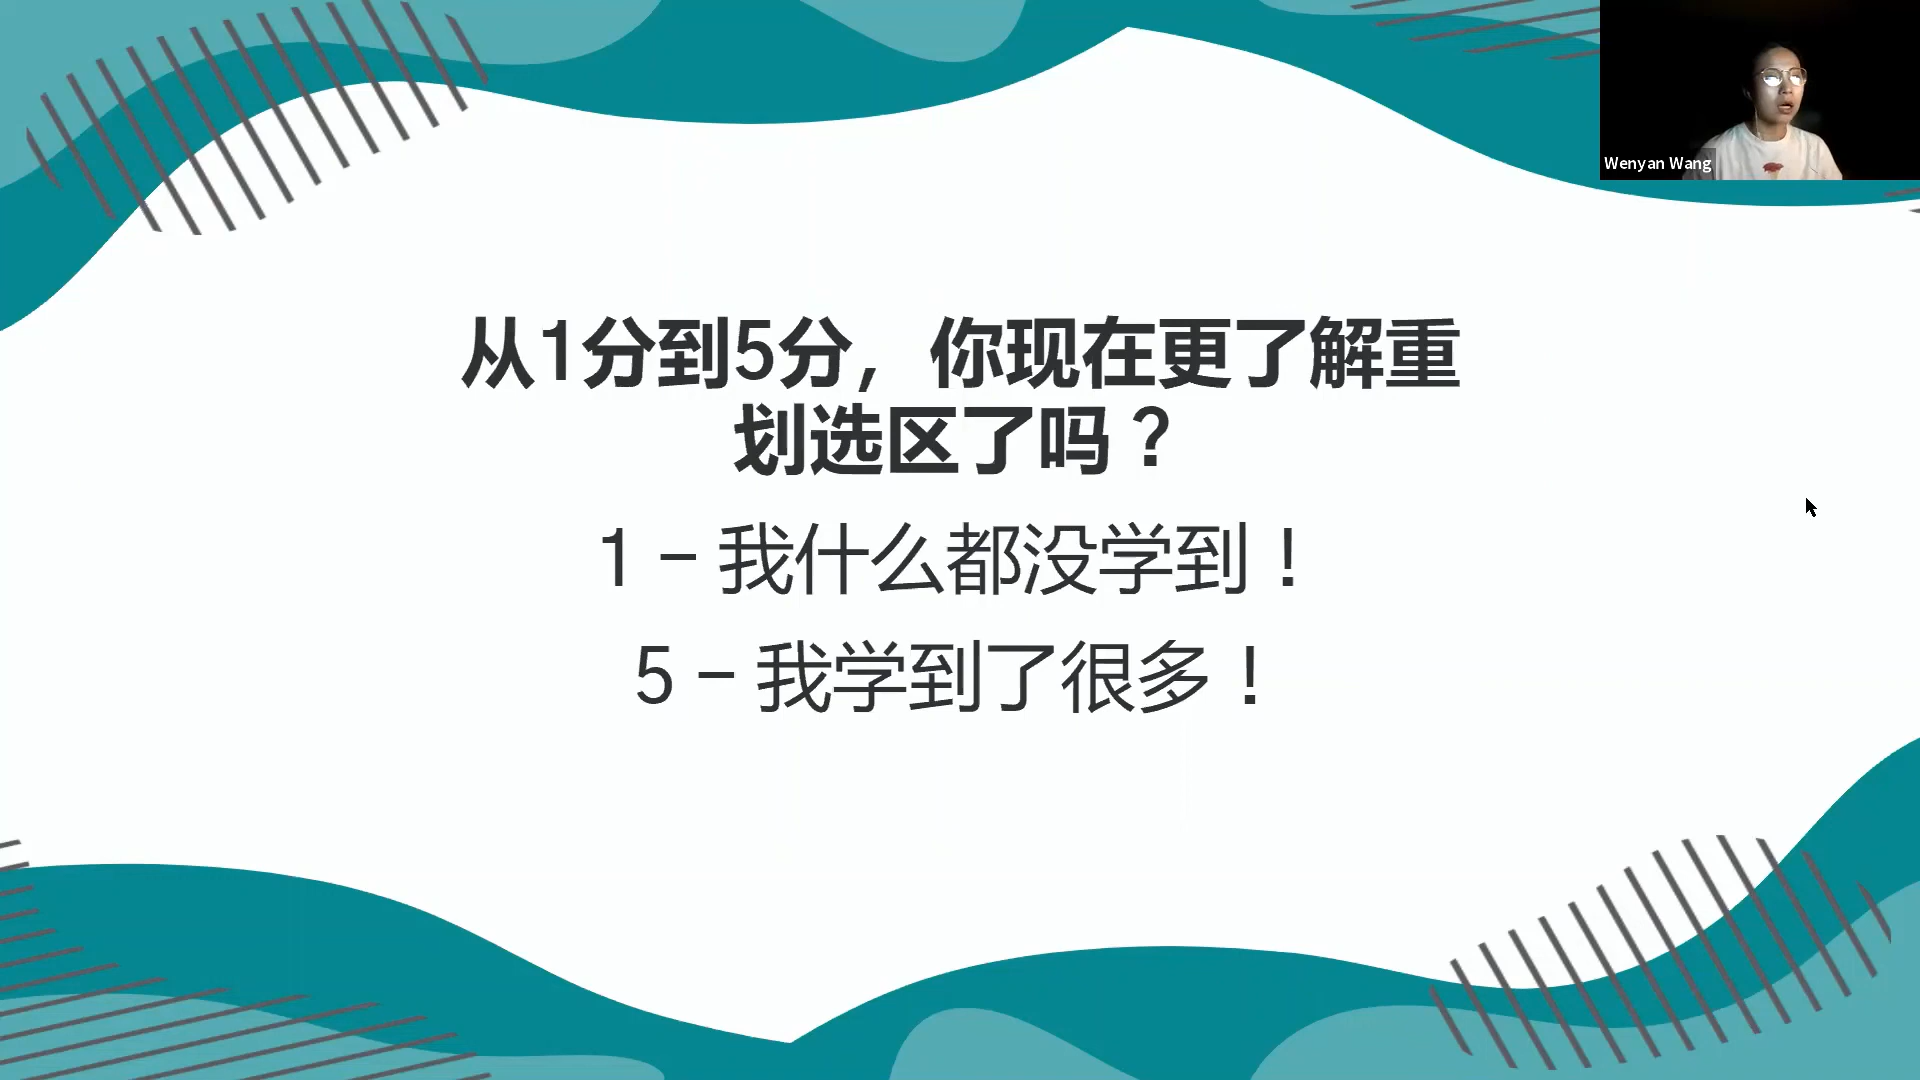 Wenyan Wang
从1分到5分，你现在更了解重
划选区了吗？
1 – 我什么都没学到！
5 – 我学到了很多！